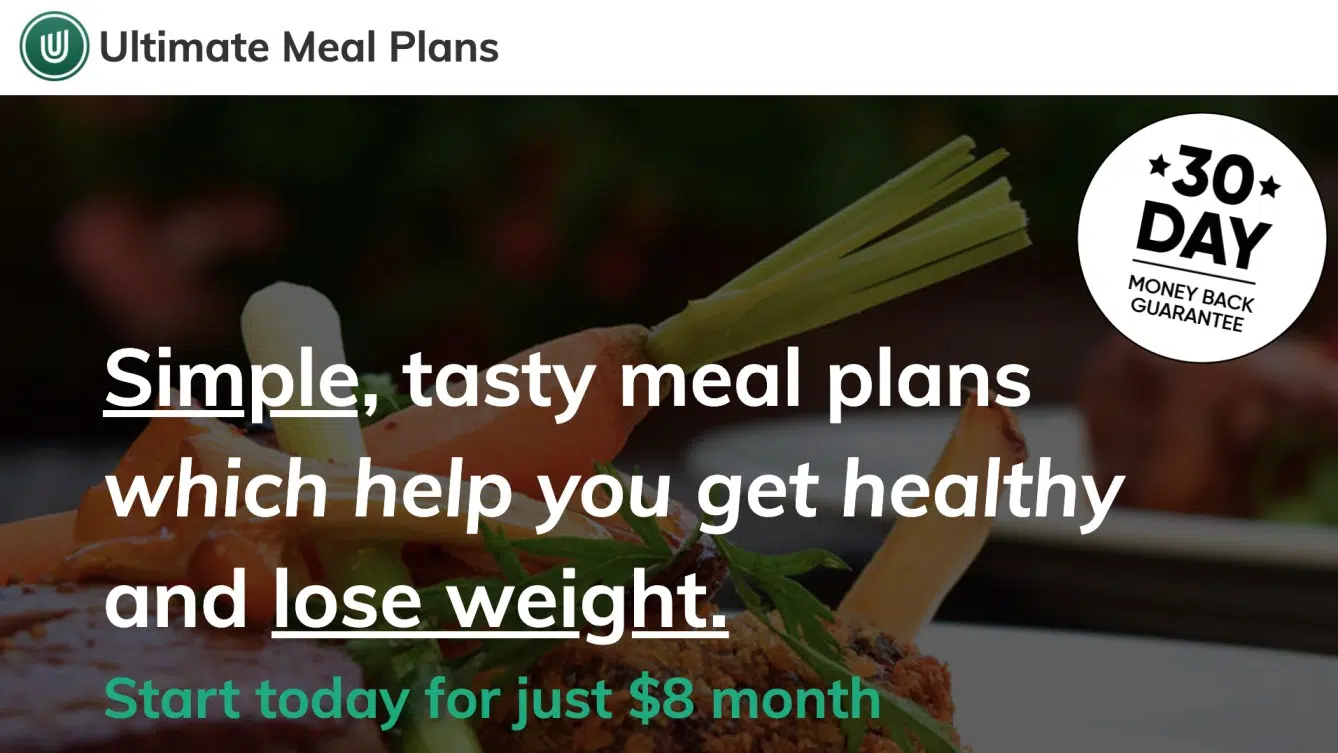 Ultimate Meal Plans
30
DAY
MONEY BACK
GUARANTEE
Simple, tasty meal plans
which help you get healthy
and lose weight.
Start today for just $8 month